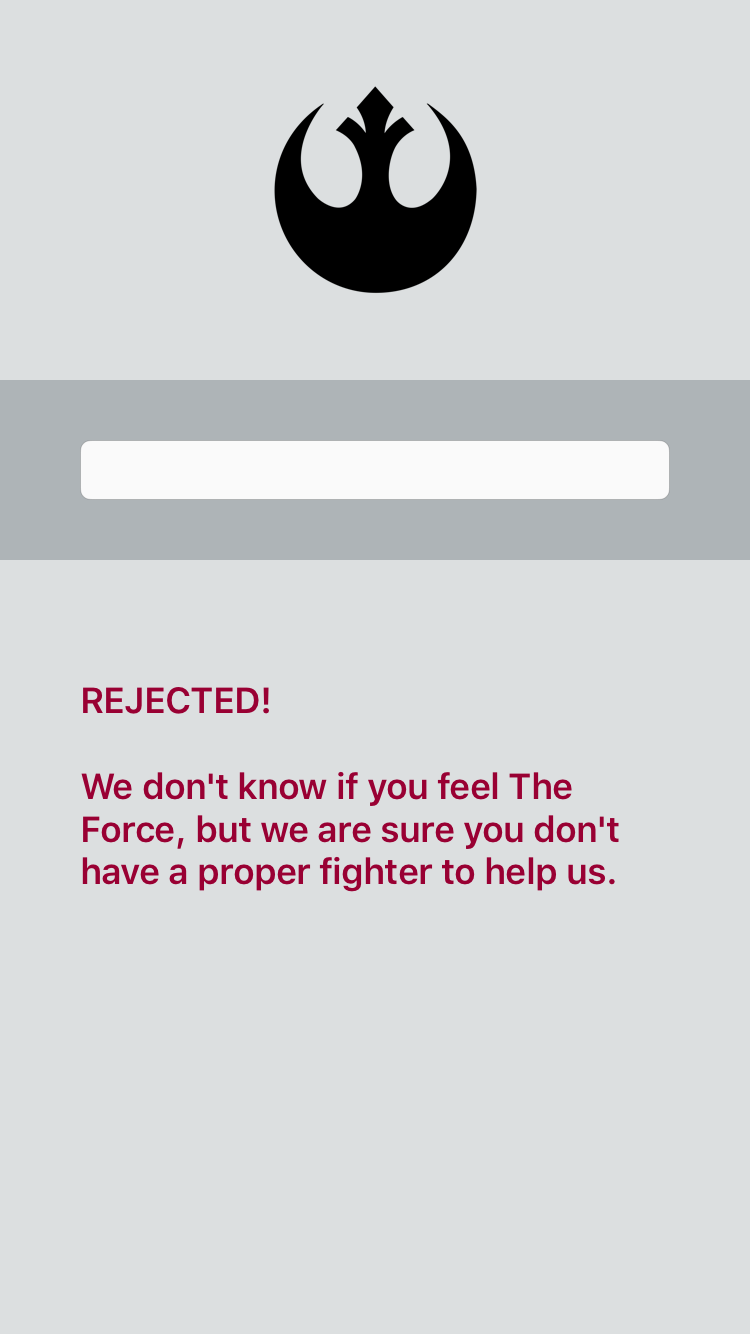 REJECTED!
We don't know if you feel The
Force, but we are sure you don't
have a proper fighter to help us.